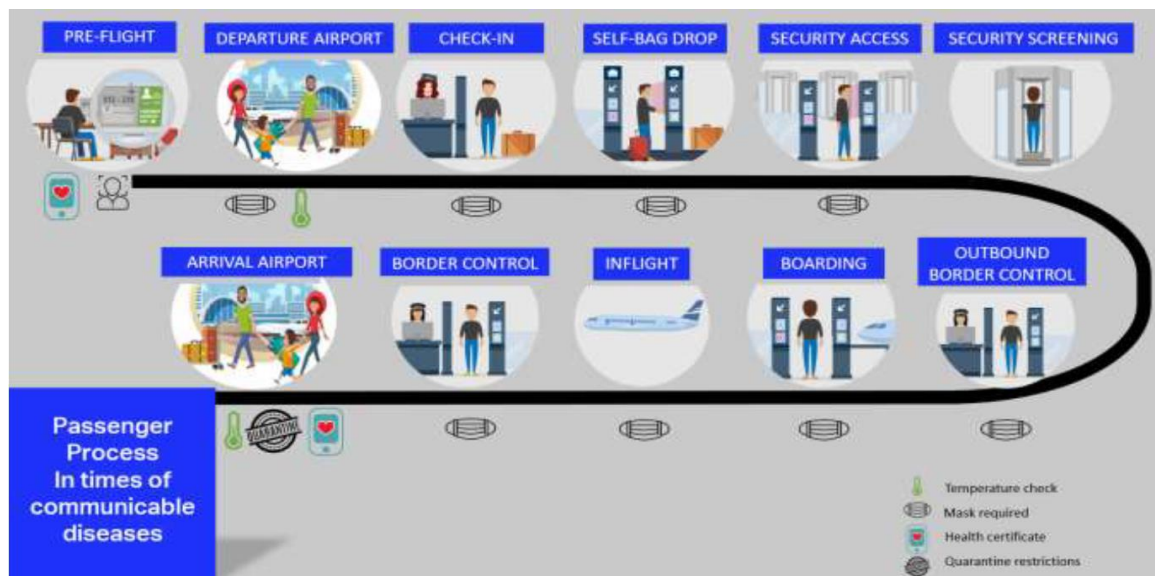 PRE-FLIGHT
DEPARTURE AIRPORT
CHECK-IN
SELF-BAG DROP
SECURITY ACCESS
SECURITY SCREENING
ARRIVAL AIRPORT
BORDER CONTROL
INFLIGHT
BOARDING
OUTBOUND
BORDER CONTROL
QUARANTINE
Passenger
Process
In times of
communicable
diseases
Temperature check
Mask required
Health certificate
Quarantine restrictions